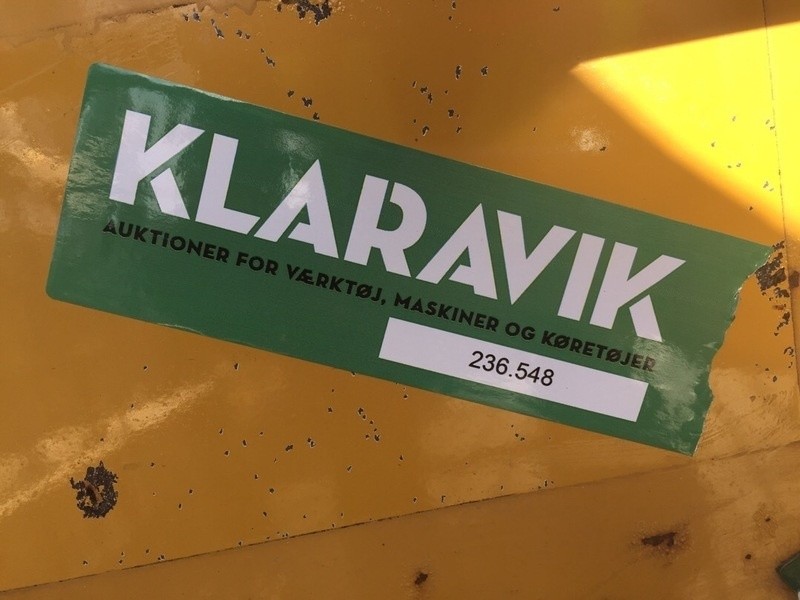 KLARAVIK
AUKTIONER FOR VÆRKTØJ, MASKINER OG KØRETØJER
236.548